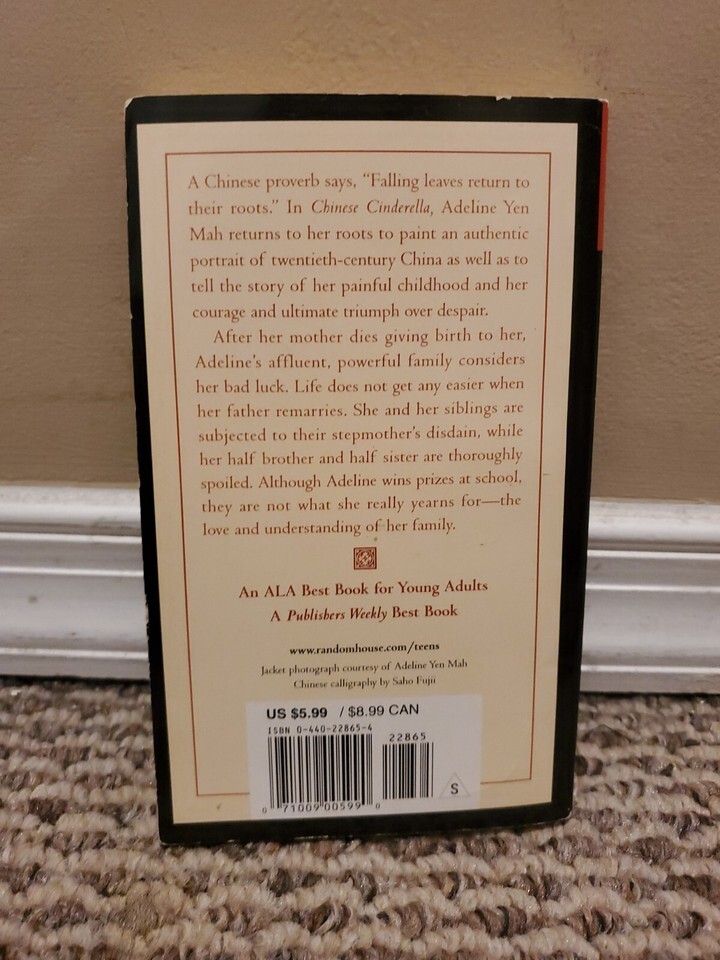 A Chinese proverb says, “Falling leaves return to
their roots.” In Chinese Cinderella, Adeline Yen
Mah returns to her roots to paint an authentic
portrait of twentieth-century China as well as to
tell the story of her painful childhood and her
courage and ultimate triumph over despair.
After her mother dies giving birth to her,
Adeline’s affluent, powerful family considers
her bad luck. Life does not get any easier when
her father remarries. She and her siblings are
subjected to their stepmother’s disdain, while
her half brother and half sister are thoroughly
spoiled. Although Adeline wins prizes at school,
they are not what she really yearns for—the
love and understanding of her family.
An ALA Best Book for Young Adults
A Publishers Weekly Best Book
www.randomhouse.com/teens
Jacket photograph courtesy of Adeline Yen Mah
Chinese calligraphy by Saho Fujii
US $5.99 / $8.99 CAN
ISBN 0-440-22865-4
22865
S
0 71009 00599 0